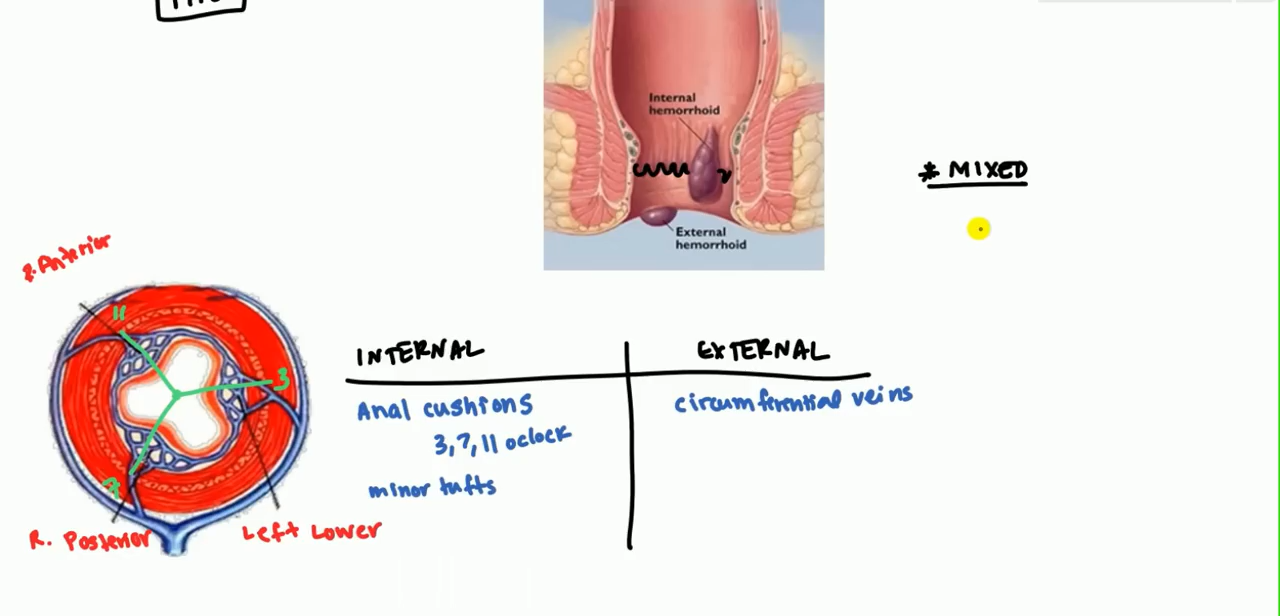 Internal
hemorrhoid
* MIXED
External
hemorrhoid
R. Anterior
11
3
7
R. Posterior
Left Lower
INTERNAL
EXTERNAL
Anal cushions
3, 7, 11 oclock
minor tufts
circumferential veins